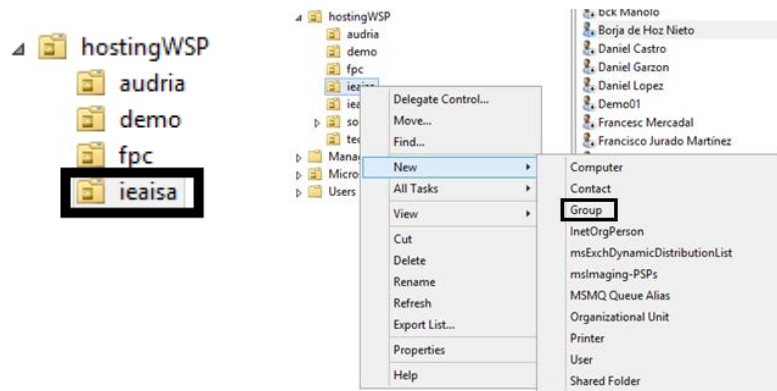 hostingWSP
audria
demo
fpc
ieaisa
hostingWSP
audria
demo
fpc
Users
Delegate Control...
Move...
Find...
New
All Tasks
View
Cut
Delete
Rename
Refresh
Export List...
Properties
Help
bck Manolo
Borja de Hoz Nieto
Daniel Castro
Daniel Garzon
Daniel Lopez
Demo01
Francesc Mercadal
Francisco Jurado Martínez
Computer
Contact
Group
InetOrgPerson
msExchDynamicDistributionList
msImaging-PSPs
MSMQ Queue Alias
Organizational Unit
Printer
User
Shared Folder